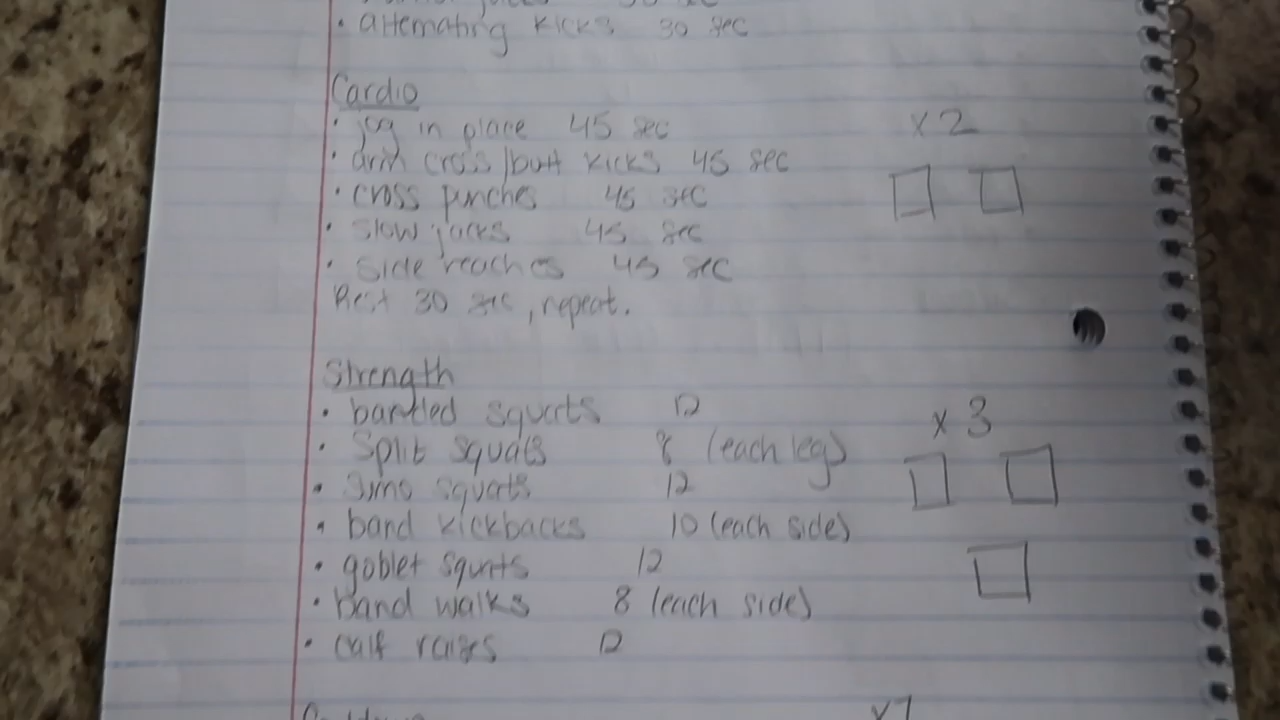 • alternating kicks 30 sec
Cardio
• jog in place 45 sec x 2
• arm cross/butt kicks 45 sec
• cross punches 45 sec
• slow jacks 45 sec
• side reaches 45 sec
Rest 30 sec, repeat.
Strength
• banded squats 12 x 3
• Split squats 8 (each leg)
• sumo squats 12
• band kickbacks 10 (each side)
• goblet squats 12
• band walks 8 (each side)
• calf raises 12
x1